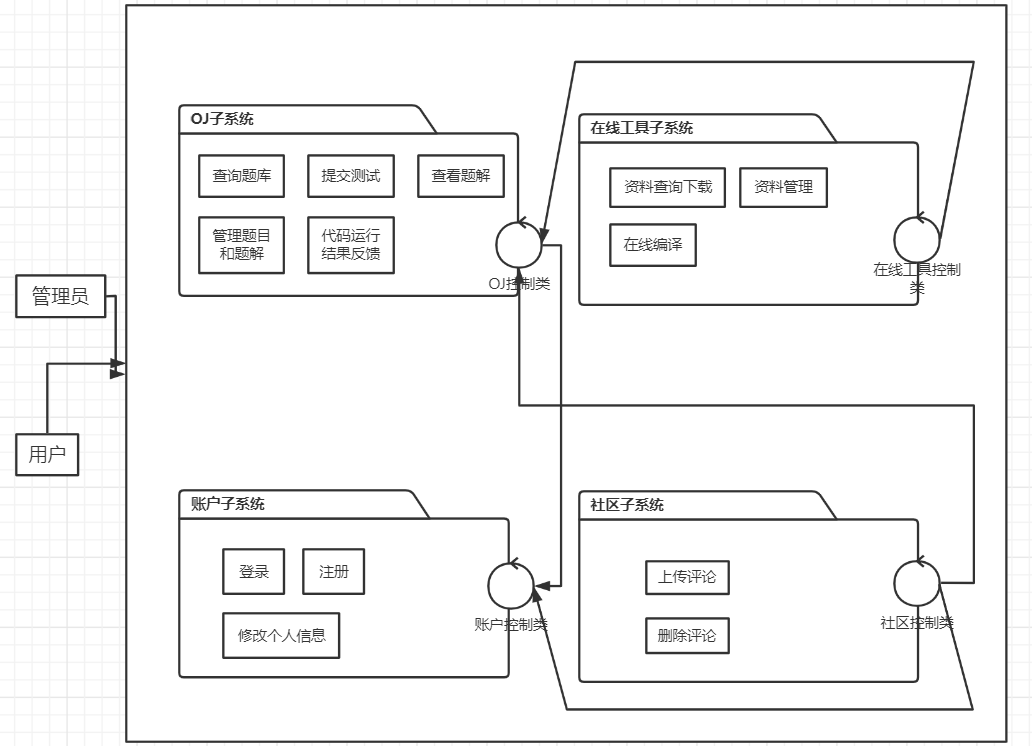 OJ子系统
查询题库
提交测试
查看题解
管理题目
和题解
代码运行
结果反馈
OJ控制类
在线工具子系统
资料查询下载
资料管理
在线编译
在线工具控制
类
管理员
用户
账户子系统
登录
注册
修改个人信息
账户控制类
社区子系统
上传评论
删除评论
社区控制类